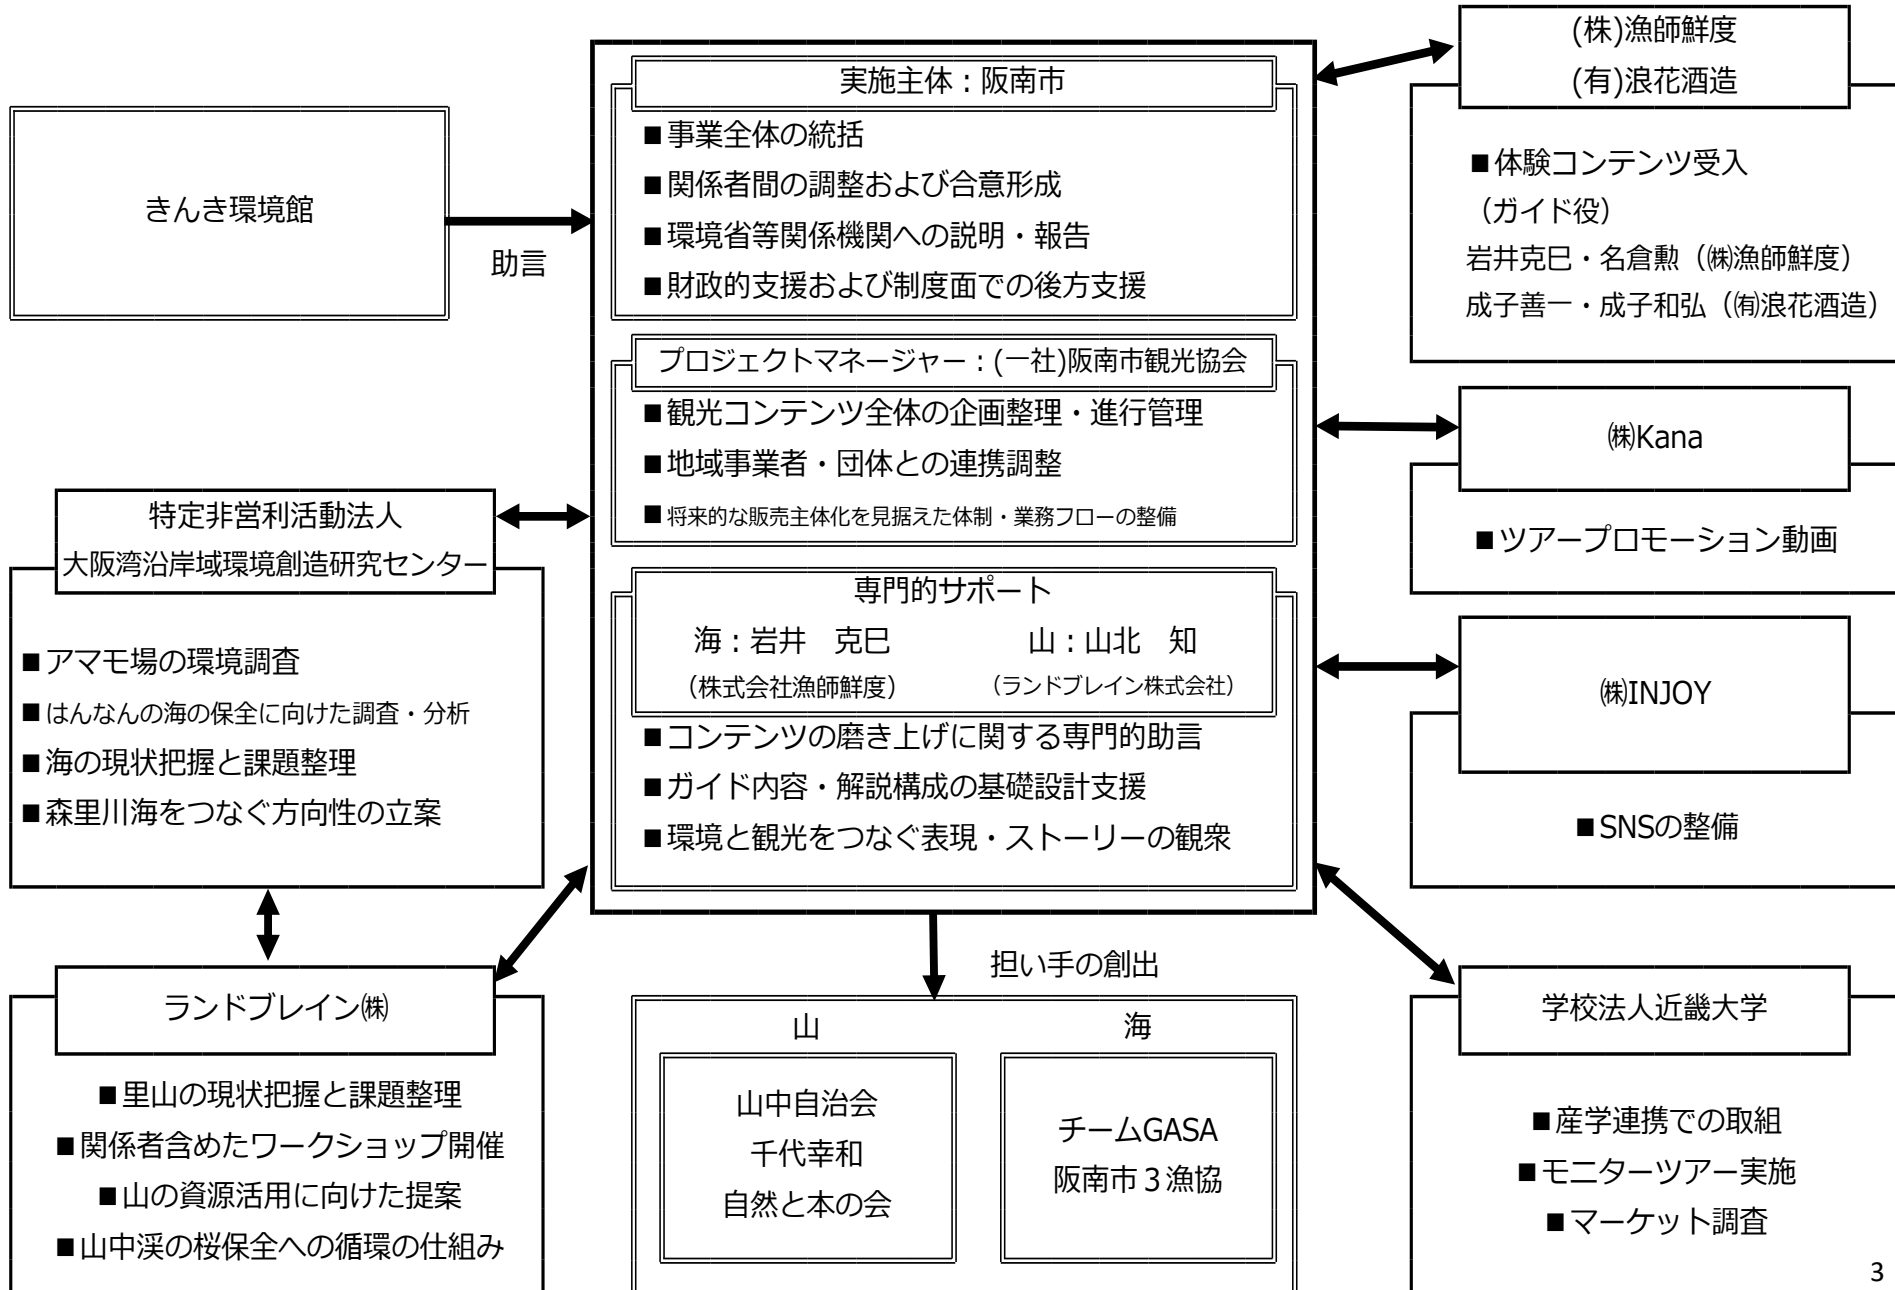 きんき環境館
助言
実施主体：阪南市
■事業全体の統括
■関係者間の調整および合意形成
■環境省等関係機関への説明・報告
■財政的支援および制度面での後方支援
プロジェクトマネージャー：(一社)阪南市観光協会
■観光コンテンツ全体の企画整理・進行管理
■地域事業者・団体との連携調整
■将来的な販売主体化を見据えた体制・業務フローの整備
専門的サポート
海：岩井　克巳　山：山北　知
（株式会社漁師鮮度）　（ランドブレイン株式会社）
■コンテンツの磨き上げに関する専門的助言
■ガイド内容・解説構成の基礎設計支援
■環境と観光をつなぐ表現・ストーリーの観衆
(株)漁師鮮度
(有)浪花酒造
■体験コンテンツ受入
（ガイド役）
岩井克巳・名倉勲（㈱漁師鮮度）
成子善一・成子和弘（㈲浪花酒造）
㈱Kana
■ツアープロモーション動画
㈱INJOY
■SNSの整備
特定非営利活動法人
大阪湾沿岸域環境創造研究センター
■アマモ場の環境調査
■はんなんの海の保全に向けた調査・分析
■海の現状把握と課題整理
■森里川海をつなぐ方向性の立案
ランドブレイン㈱
■里山の現状把握と課題整理
■関係者含めたワークショップ開催
■山の資源活用に向けた提案
■山中渓の桜保全への循環の仕組み
担い手の創出
山
山中自治会
千代幸和
自然と本の会
海
チームGASA
阪南市３漁協
学校法人近畿大学
■産学連携での取組
■モニターツアー実施
■マーケット調査
3